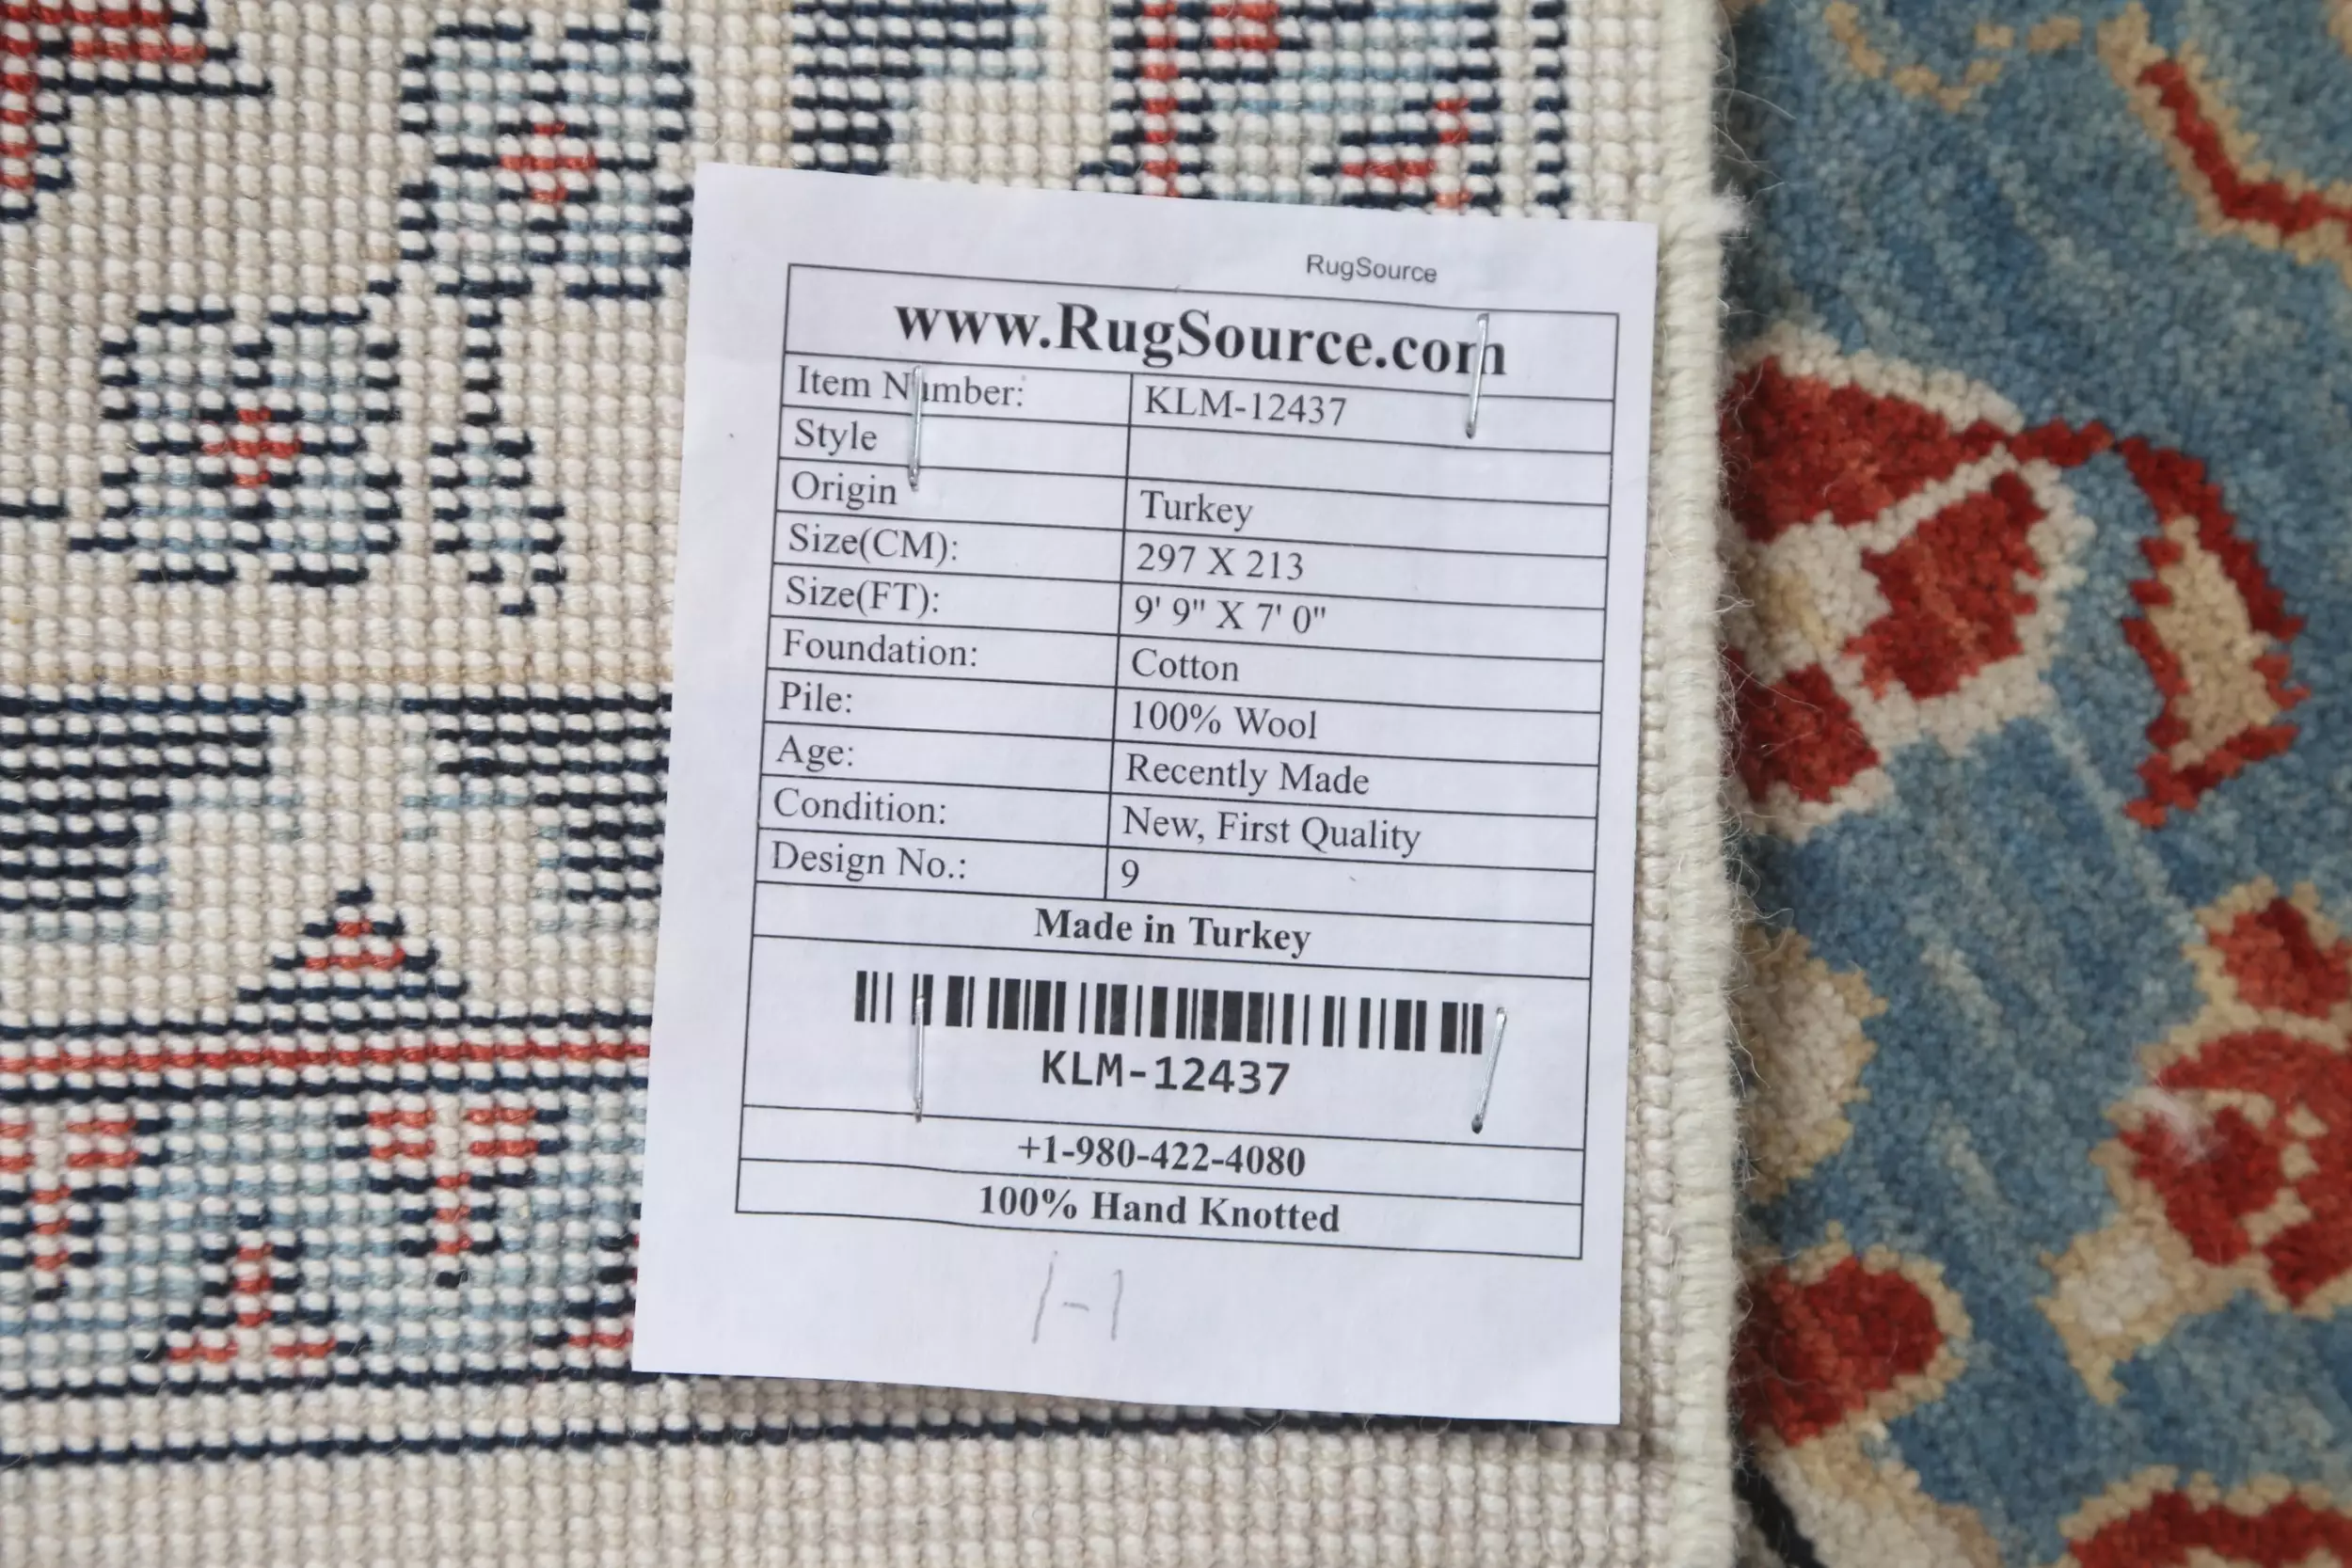 RugSource
www.RugSource.com
Item Number: KLM-12437
Style
Origin Turkey
Size(CM): 297 X 213
Size(FT): 9' 9" X 7' 0"
Foundation: Cotton
Pile: 100% Wool
Age: Recently Made
Condition: New, First Quality
Design No.: 9
Made in Turkey
KLM-12437
+1-980-422-4080
100% Hand Knotted
1-1